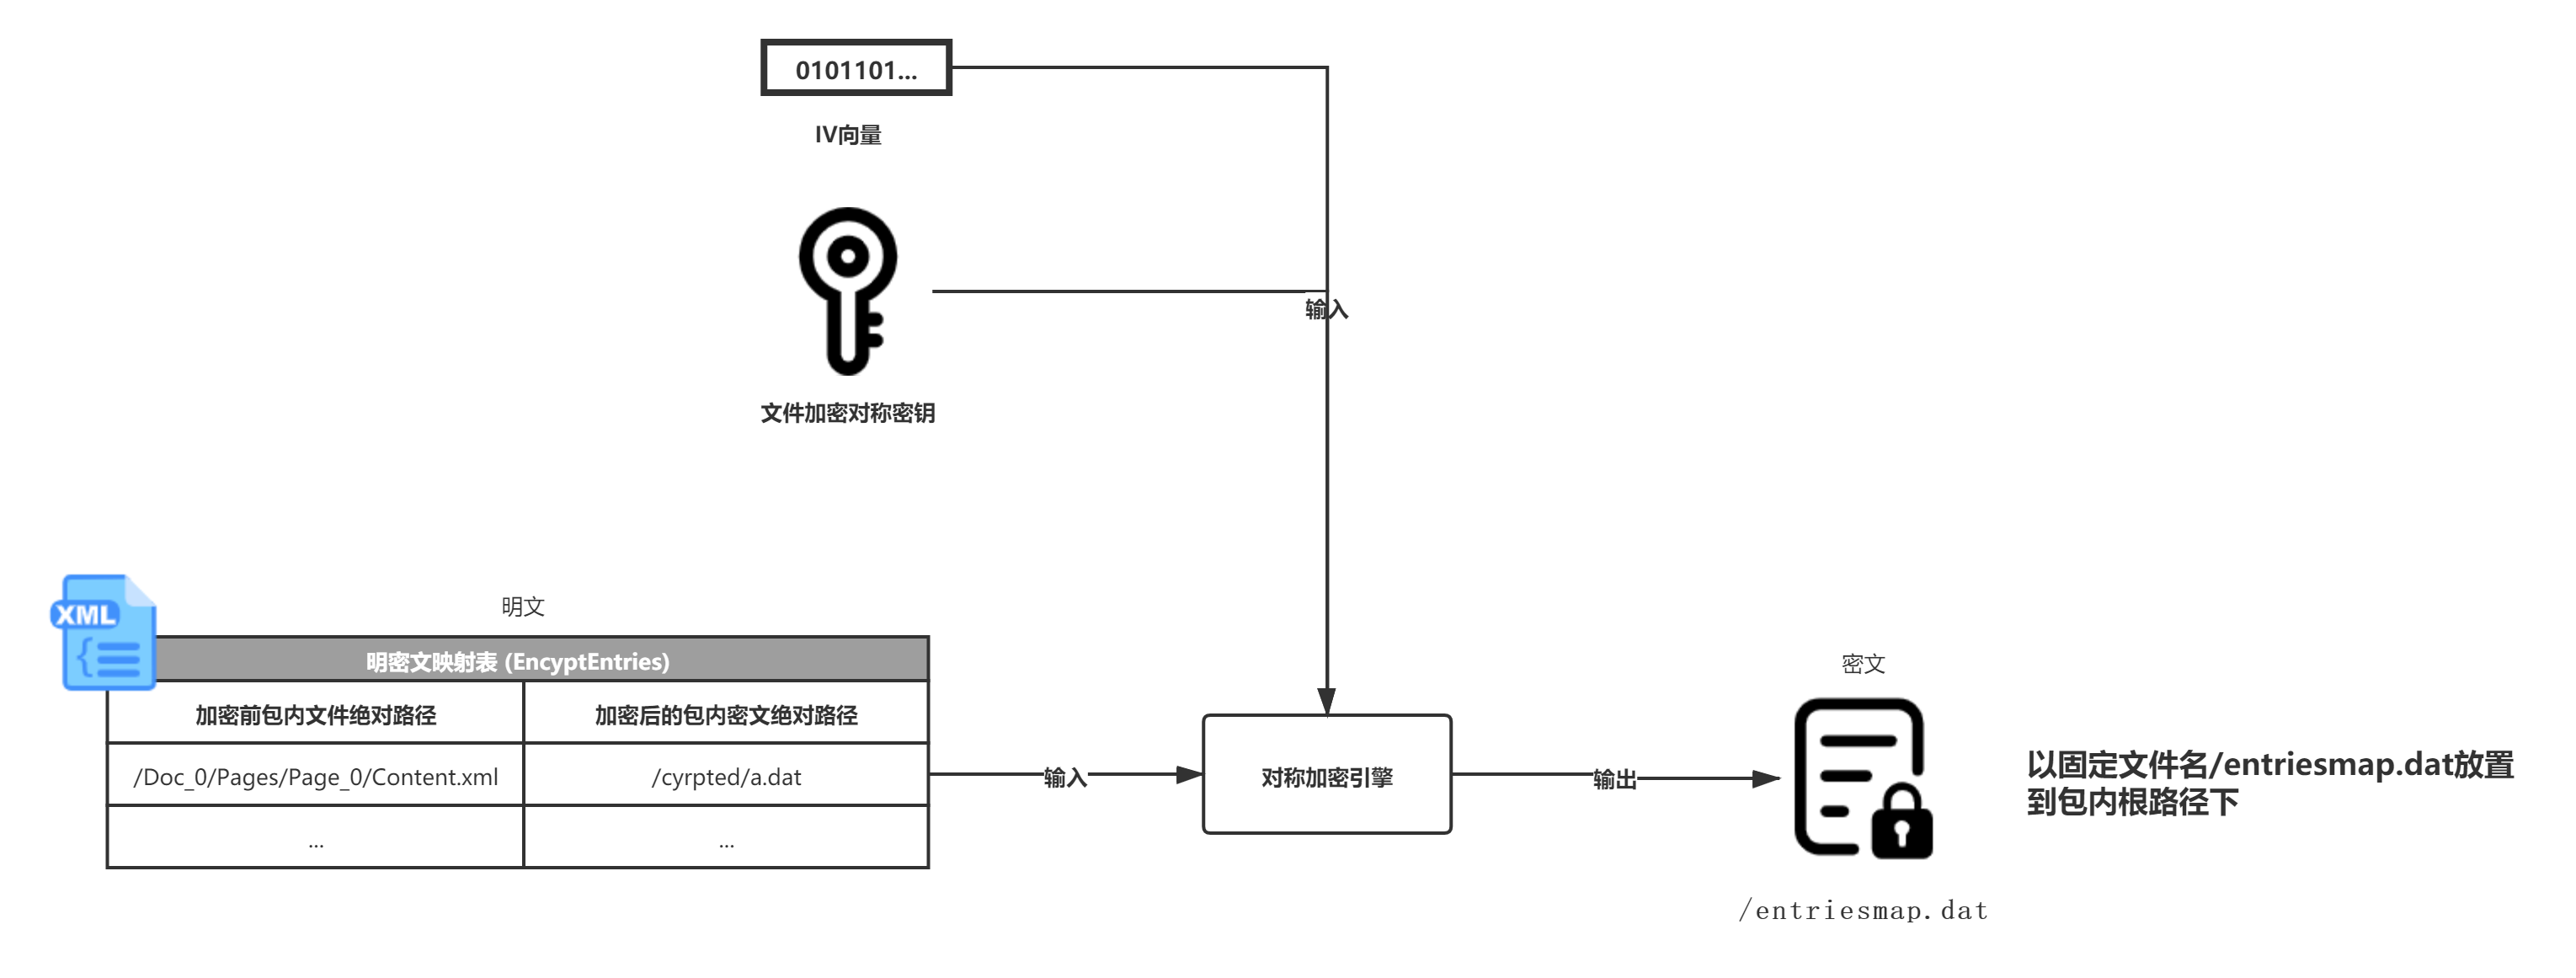 0101101...
IV向量
输入
文件加密对称密钥
XML
明文
明密文映射表 (EncyptEntries)
加密前包内文件绝对路径 加密后的包内密文绝对路径
/Doc_0/Pages/Page_0/Content.xml /cyrpted/a.dat
... ...
输入
对称加密引擎
输出
密文
/entriesmap.dat
以固定文件名/entriesmap.dat放置
到包内根路径下